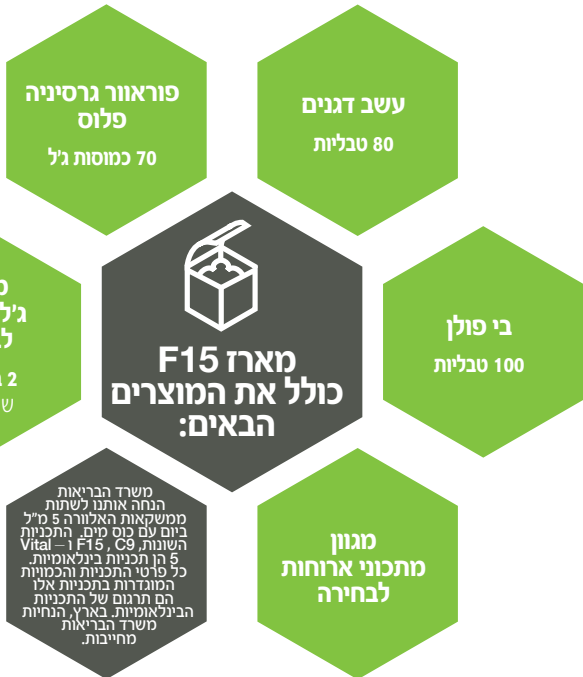 עשב דגנים
80 טבליות
פוראוור גרסיניה
פלוס
70 כמוסות ג'ל
מארז F15
כולל את המוצרים
הבאים:
בי פולן
100 טבליות
2
מגוון
מתכוני ארוחות
לבחירה
משרד הבריאות
הנחה אותנו לשתות
ממשקאות האלוורה 5 מ"ל
ביום עם כוס מים. התכניות
השונות, F15 , C9 ו – Vital
5 הן תכניות בינלאומיות.
כל פרטי התכניות והכמויות
המוגדרות בתכניות אלו
הם תרגום של התכניות
הבינלאומיות. בארץ, הנחיות
משרד הבריאות
מחייבות.